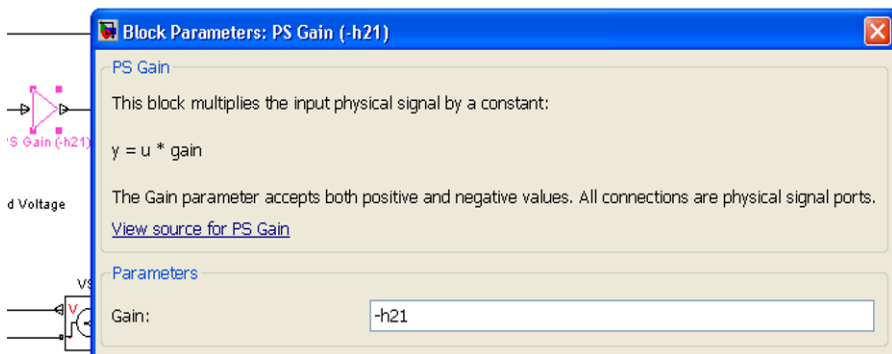 Block Parameters: PS Gain (-h21)
PS Gain
This block multiplies the input physical signal by a constant:
PS Gain (-h21)
y = u * gain
The Gain parameter accepts both positive and negative values. All connections are physical signal ports.
d Voltage
View source for PS Gain
Parameters
VS
V
Gain:
-h21